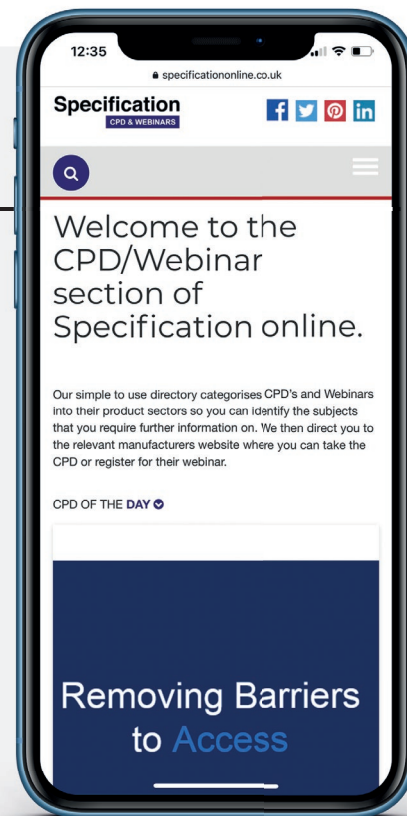 12:35
specificationonline.co.uk
Specification
CPD & WEBINARS
Welcome to the
CPD/Webinar
section of
Specification online.
Our simple to use directory categorises CPD's and Webinars
into their product sectors so you can identify the subjects
that you require further information on. We then direct you to
the relevant manufacturers website where you can take the
CPD or register for their webinar.
CPD OF THE DAY
Removing Barriers
to Access